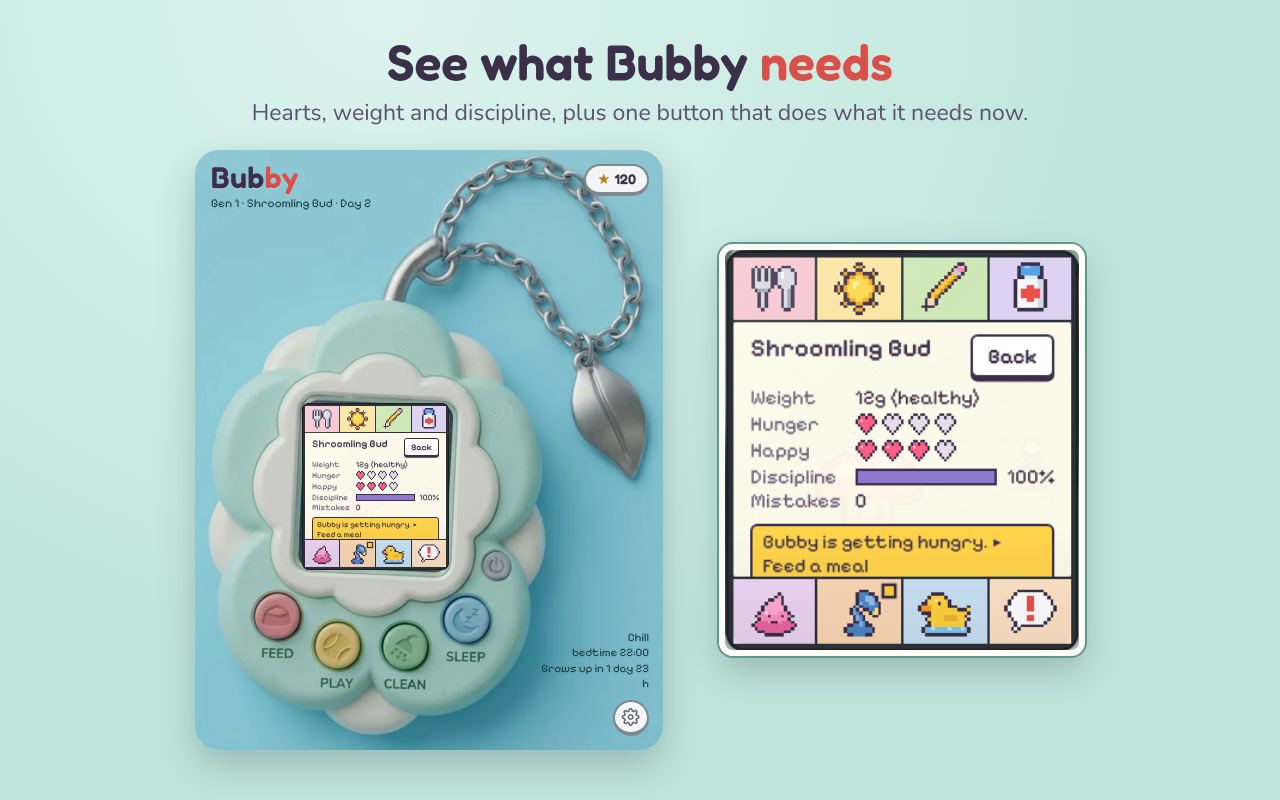 See what Bubby needs
Hearts, weight and discipline, plus one button that does what it needs now.
Bubby
Gen 1 · Shroomling Bud · Day 2
★ 120
Shroomling Bud
Back
Weight 12g (healthy)
Hunger
Happy
Discipline 100%
Mistakes 0
Bubby is getting hungry. ▸
Feed a meal
FEED
PLAY
CLEAN
SLEEP
Chill
bedtime 22:00
Grows up in 1 day 23
h
Shroomling Bud
Back
Weight 12g (healthy)
Hunger
Happy
Discipline 100%
Mistakes 0
Bubby is getting hungry. ▸
Feed a meal